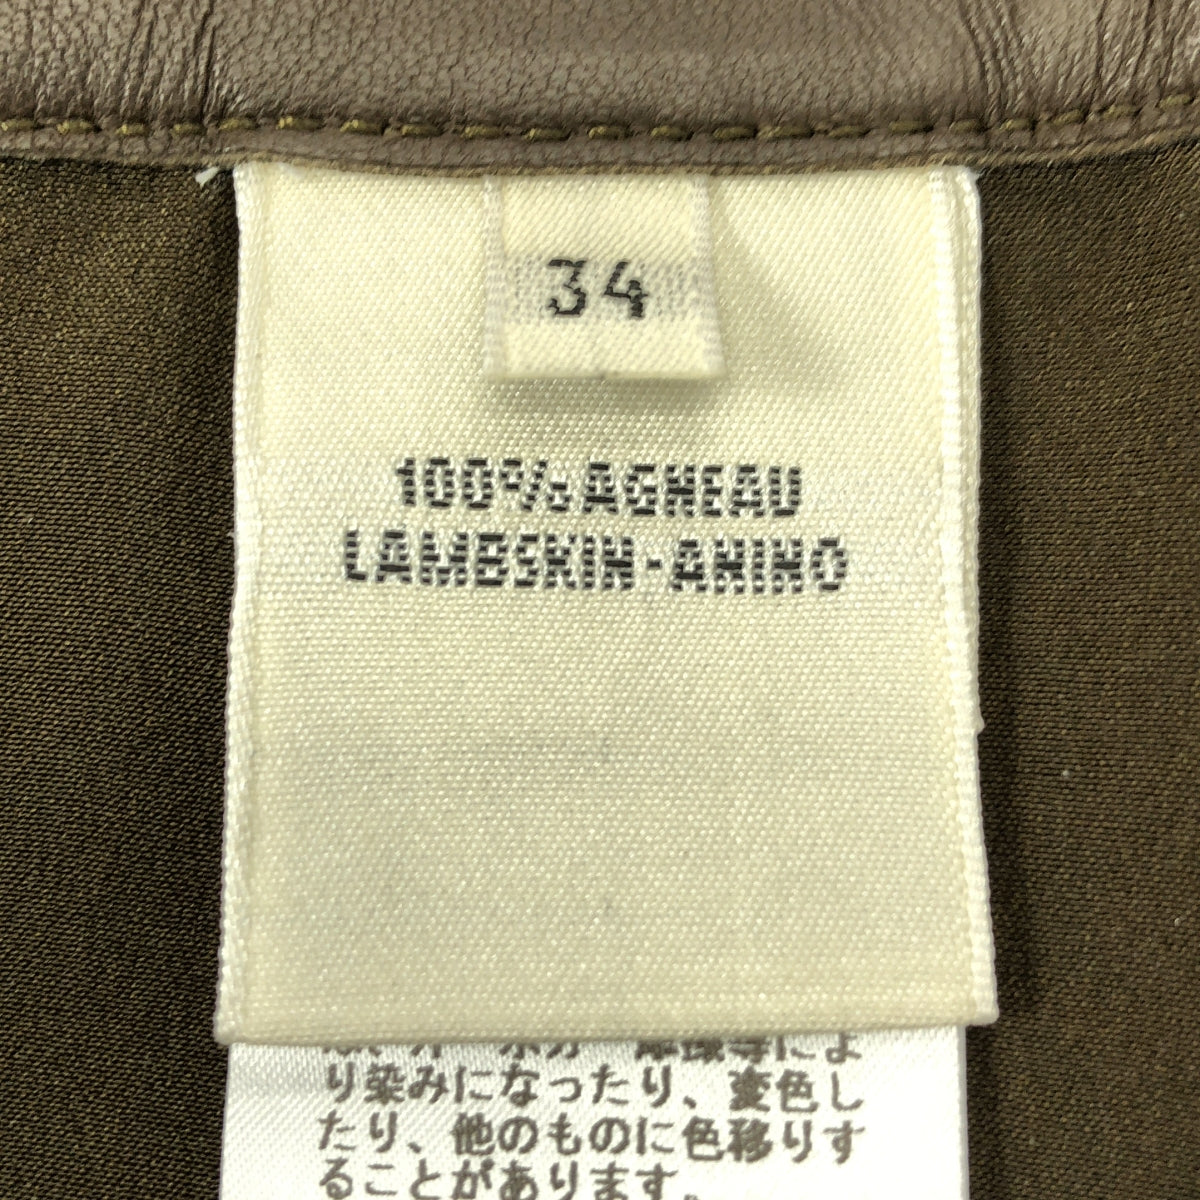 34
100% AGNEAU
LAMBSKIN-ANINO
摩擦等によ
り染みになったり、変色し
たり、他のものに色移りす
ることがあります。